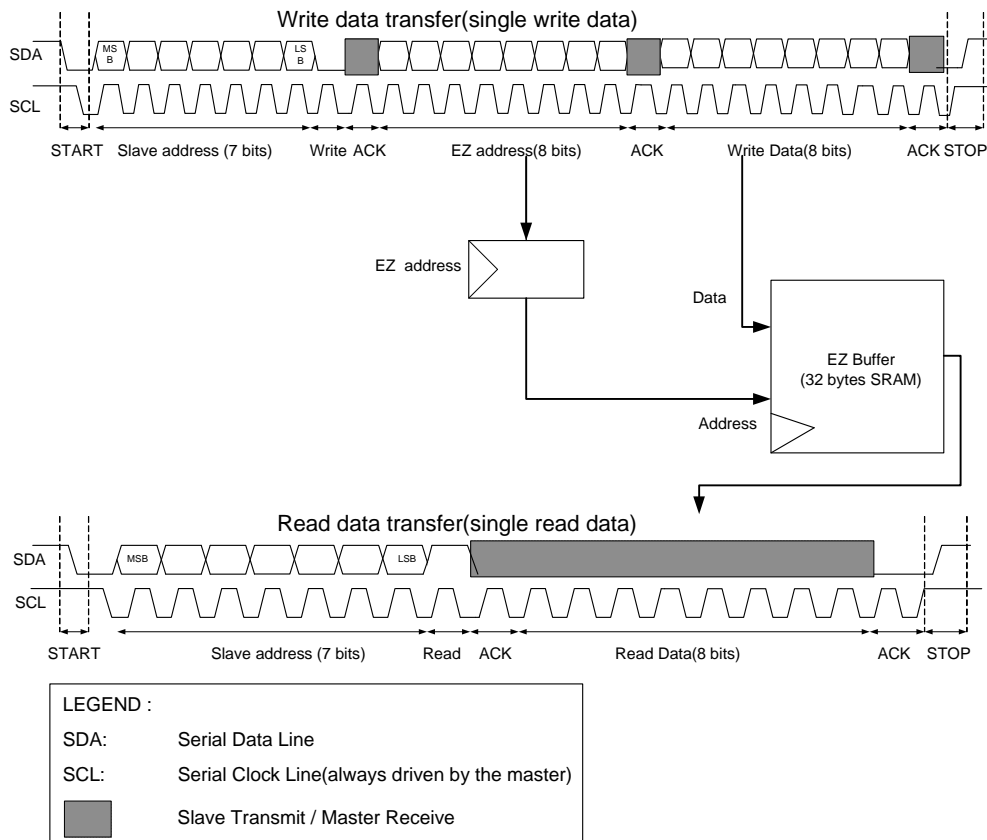 Write data transfer(single write data)
SDA
MS
B
LS
B
SCL
START Slave address (7 bits) Write ACK EZ address(8 bits) ACK Write Data(8 bits) ACK STOP
EZ address
Data
EZ Buffer
(32 bytes SRAM)
Address
Read data transfer(single read data)
SDA MSB LSB
SCL
START Slave address (7 bits) Read ACK Read Data(8 bits) ACK STOP
LEGEND :
SDA: Serial Data Line
SCL: Serial Clock Line(always driven by the master)
Slave Transmit / Master Receive